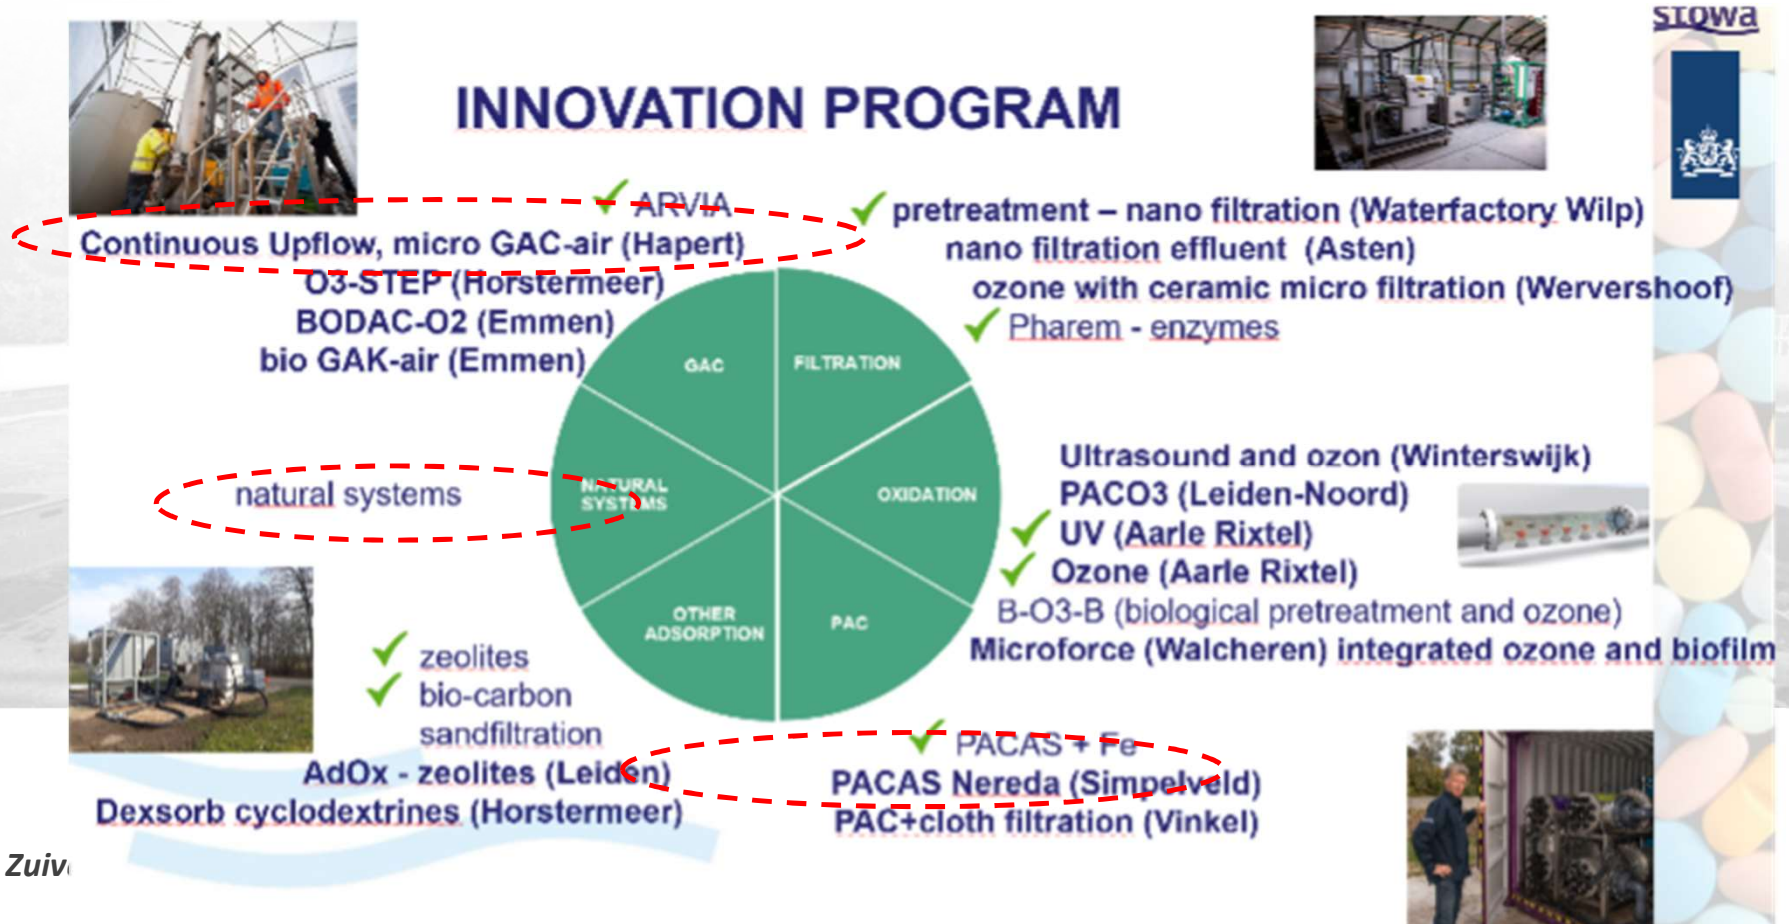 stowa
INNOVATION PROGRAM
ARVIA
Continuous Upflow, micro GAC-air (Hapert)
O3-STEP (Horstermeer)
BODAC-O2 (Emmen)
bio GAK-air (Emmen)
pretreatment – nano filtration (Waterfactory Wilp)
nano filtration effluent (Asten)
ozone with ceramic micro filtration (Wervershoof)
Pharem - enzymes
GAC
FILTRATION
NATURAL
SYSTEMS
OXIDATION
OTHER
ADSORPTION
PAC
natural systems
Ultrasound and ozon (Winterswijk)
PACO3 (Leiden-Noord)
UV (Aarle Rixtel)
Ozone (Aarle Rixtel)
B-O3-B (biological pretreatment and ozone)
Microforce (Walcheren) integrated ozone and biofilm
zeolites
bio-carbon
sandfiltration
AdOx - zeolites (Leiden)
Dexsorb cyclodextrines (Horstermeer)
PACAS + Fe
PACAS Nereda (Simpelveld)
PAC+cloth filtration (Vinkel)